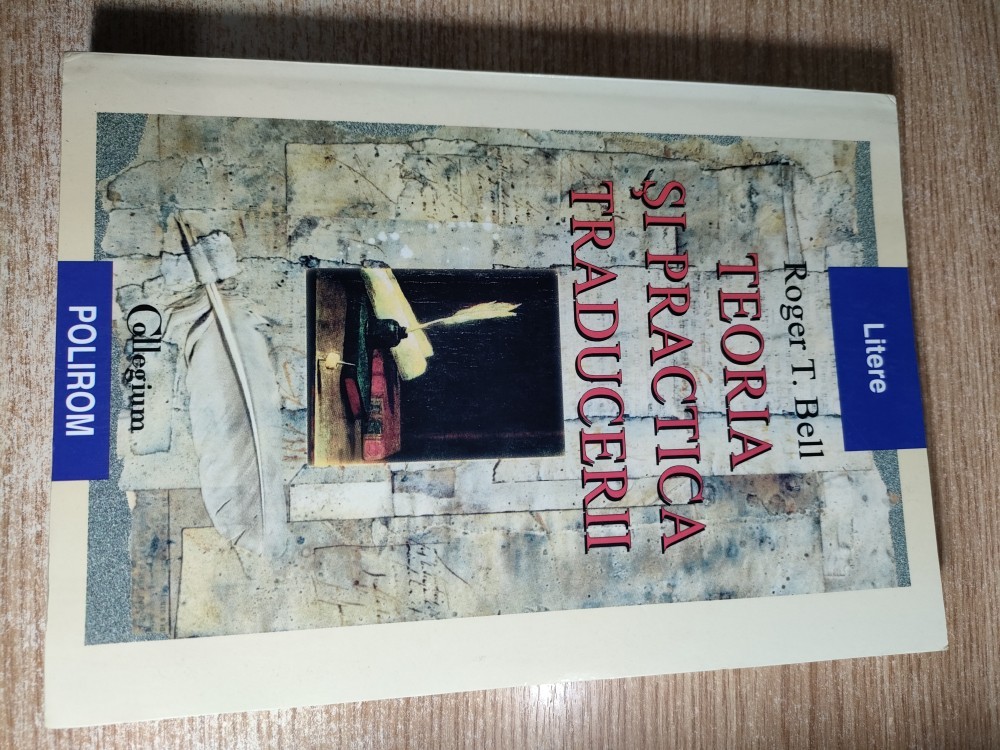 Litere
Roger T. Bell
TEORIA
ŞI PRACTICA
TRADUCERII
Collegium
POLIROM